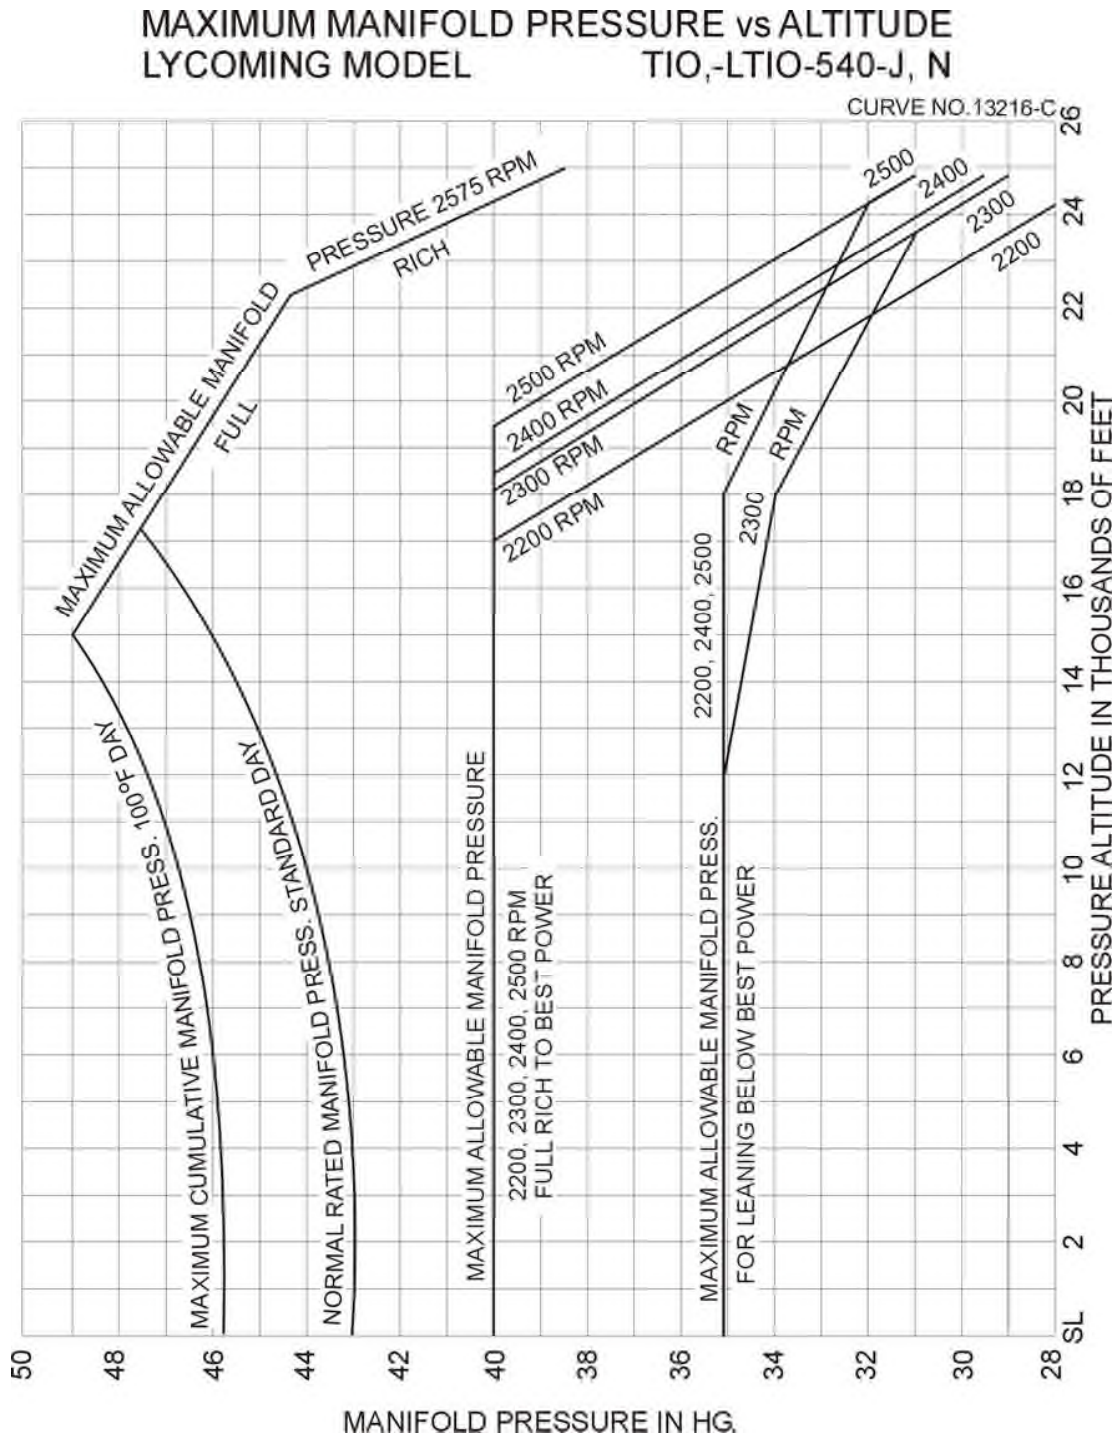 MAXIMUM MANIFOLD PRESSURE vs ALTITUDE
LYCOMING MODEL TIO,-LTIO-540-J, N
CURVE NO.13216-C
MAXIMUM ALLOWABLE MANIFOLD
PRESSURE 2575 RPM
FULL
RICH
2500
2400
2300
2200
2500 RPM
2400 RPM
2300 RPM
2200 RPM
RPM
RPM
2200, 2400, 2500
2300
MAXIMUM CUMULATIVE MANIFOLD PRESS. 100°F DAY
NORMAL RATED MANIFOLD PRESS. STANDARD DAY
MAXIMUM ALLOWABLE MANIFOLD PRESSURE
2200, 2300, 2400, 2500 RPM
FULL RICH TO BEST POWER
MAXIMUM ALLOWABLE MANIFOLD PRESS.
FOR LEANING BELOW BEST POWER
26
24
22
20
18
16
14
12
10
8
6
4
2
SL
PRESSURE ALTITUDE IN THOUSANDS OF FEET
50 48 46 44 42 40 38 36 34 32 30 28
MANIFOLD PRESSURE IN HG.